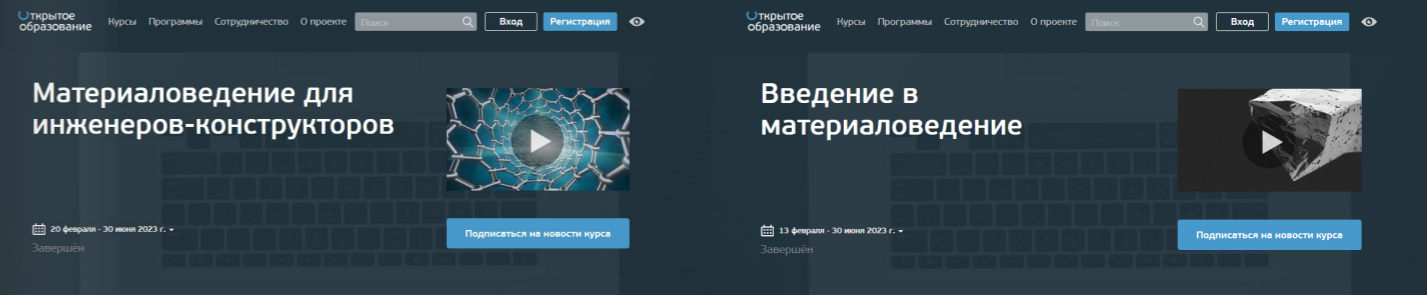 Открытое
образование
Курсы Программы Сотрудничество О проекте Поиск Вход Регистрация
Материаловедение для
инженеров-конструкторов
20 февраля - 30 июня 2023 г.
Подписаться на новости курса
Завершён
Открытое
образование
Курсы Программы Сотрудничество О проекте Поиск Вход Регистрация
Введение в
материаловедение
13 февраля - 30 июня 2023 г.
Подписаться на новости курса
Завершён